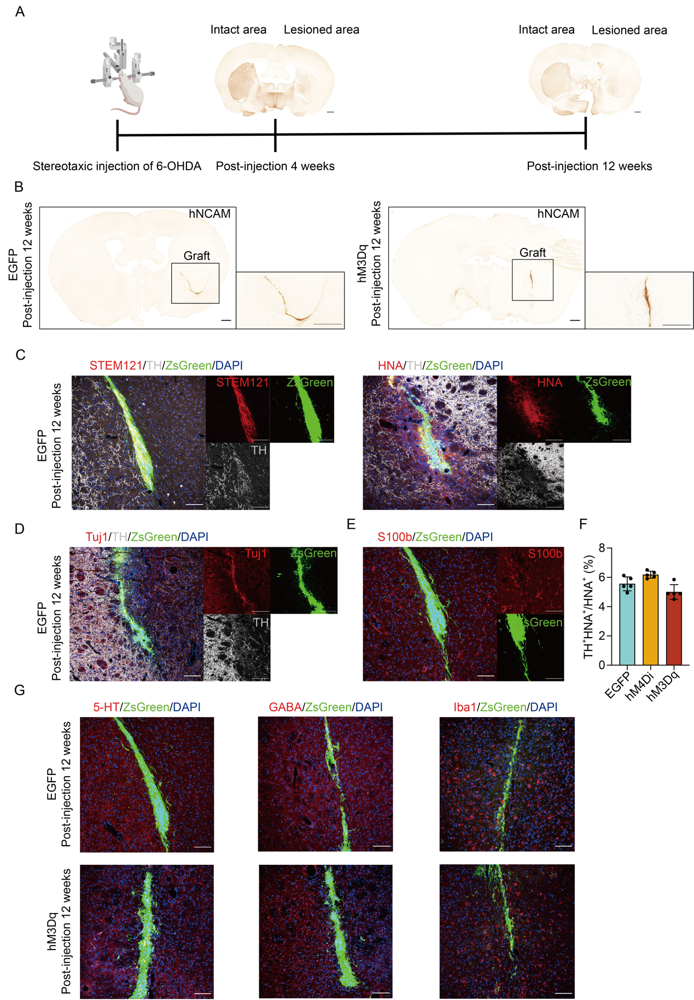 A
Intact area
Lesioned area
Intact area
Lesioned area
Stereotaxic injection of 6-OHDA
Post-injection 4 weeks
Post-injection 12 weeks
B
EGFP
Post-injection 12 weeks
hNCAM
Graft
hM3Dq
Post-injection 12 weeks
hNCAM
Graft
C
STEM121/TH/ZsGreen/DAPI
EGFP
Post-injection 12 weeks
STEM121
ZsGreen
TH
HNA/TH/ZsGreen/DAPI
HNA
ZsGreen
D
Tuj1/TH/ZsGreen/DAPI
EGFP
Post-injection 12 weeks
Tuj1
ZsGreen
TH
E
S100b/ZsGreen/DAPI
S100b
sGreen
F
TH⁺HNA⁺/HNA⁺ (%)
8
6
4
2
0
EGFP
hM4Di
hM3Dq
G
5-HT/ZsGreen/DAPI
GABA/ZsGreen/DAPI
Iba1/ZsGreen/DAPI
EGFP
Post-injection 12 weeks
hM3Dq
Post-injection 12 weeks